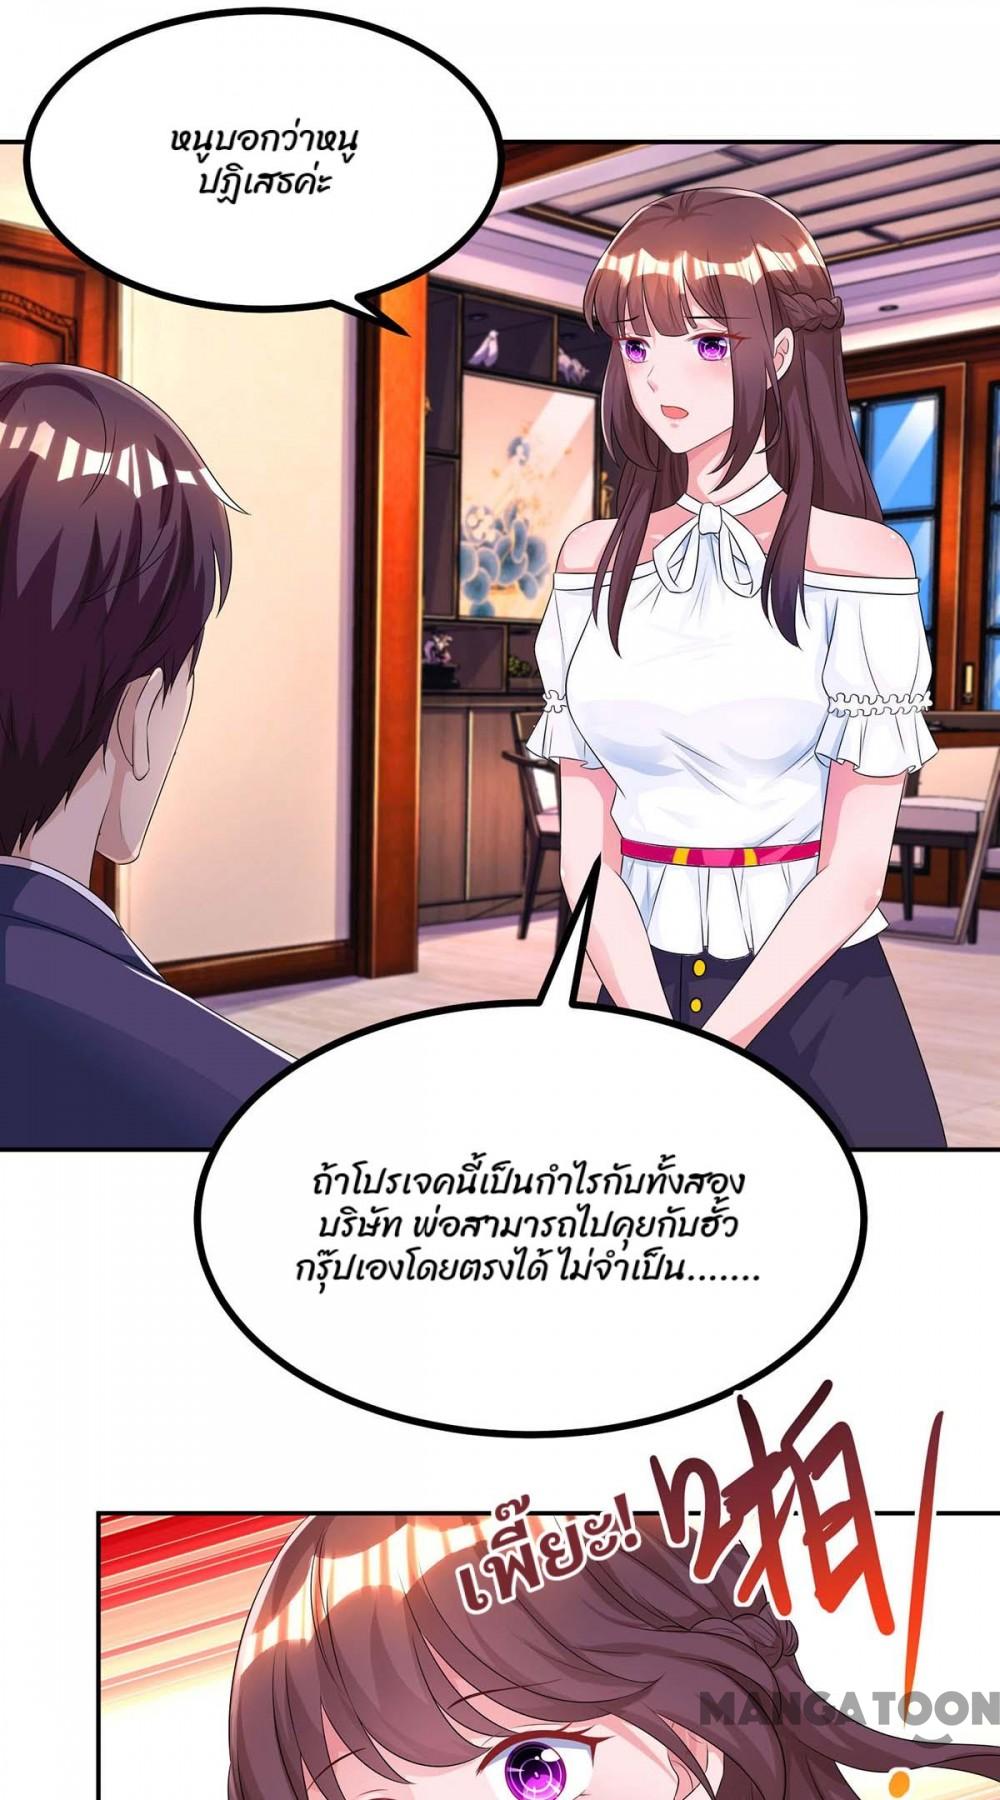 หนูบอกว่าหนู
ปฏิเสธค่ะ
ถ้าโปรเจคนี้เป็นกำไรกับทั้งสอง
บริษัท พ่อสามารถไปคุยกับฮั้ว
กรุ๊ปเองโดยตรงได้ ไม่จำเป็น.......
เพี๊ยะ!
啪!
MANGATOON